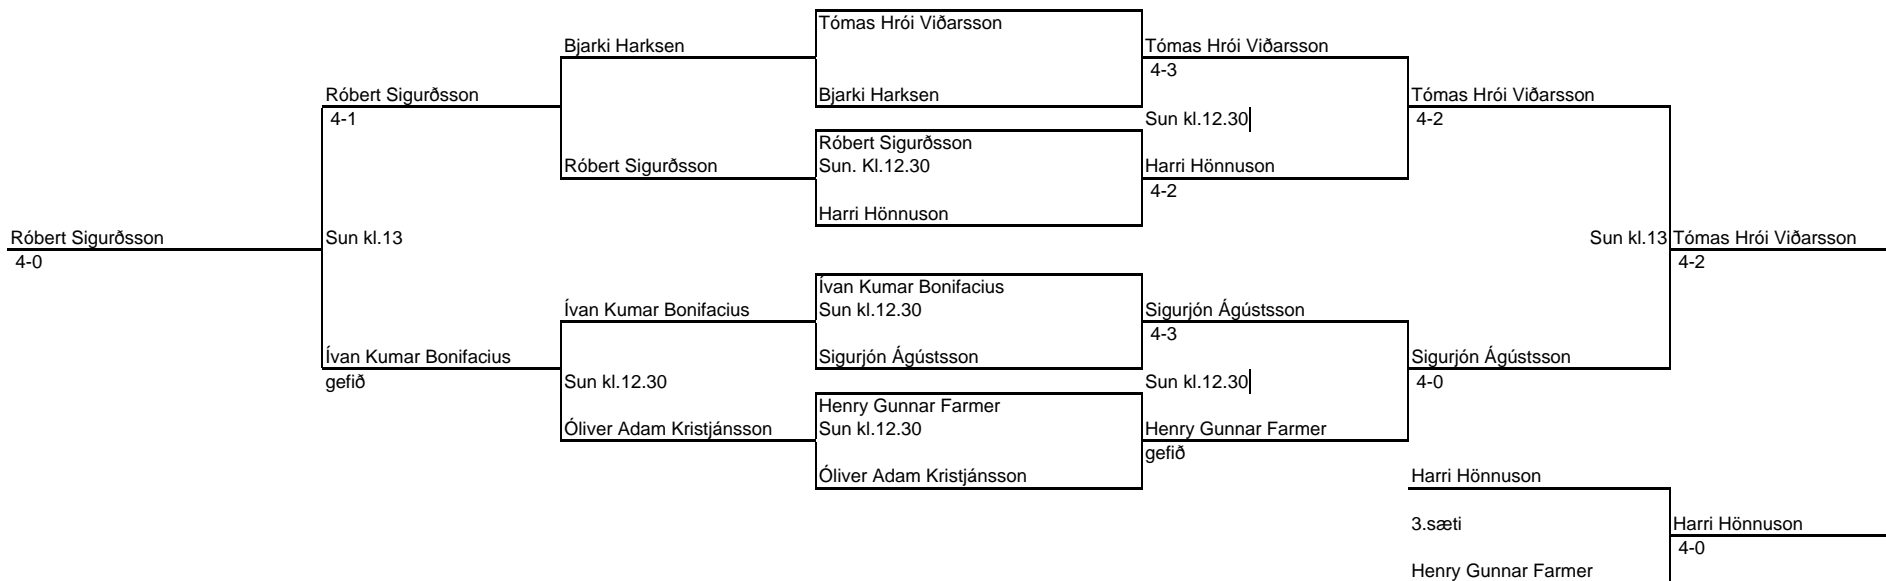 Tómas Hrói Viðarsson
Bjarki Harksen
Tómas Hrói Viðarsson
4-3
Róbert Sigurðsson
Bjarki Harksen
Tómas Hrói Viðarsson
4-1
Sun kl.12.30
4-2
Róbert Sigurðsson
Róbert Sigurðsson
Sun. Kl.12.30
Harri Hönnuson
4-2
Harri Hönnuson
Róbert Sigurðsson
Sun kl.13
Sun kl.13
Tómas Hrói Viðarsson
4-0
4-2
Ívan Kumar Bonifacius
Ívan Kumar Bonifacius
Sun kl.12.30
Sigurjón Ágústsson
4-3
Ívan Kumar Bonifacius
Sigurjón Ágústsson
Sigurjón Ágústsson
gefið
Sun kl.12.30
Sun kl.12.30
4-0
Henry Gunnar Farmer
Óliver Adam Kristjánsson
Sun kl.12.30
Henry Gunnar Farmer
gefið
Óliver Adam Kristjánsson
Harri Hönnuson
3.sæti
Harri Hönnuson
4-0
Henry Gunnar Farmer